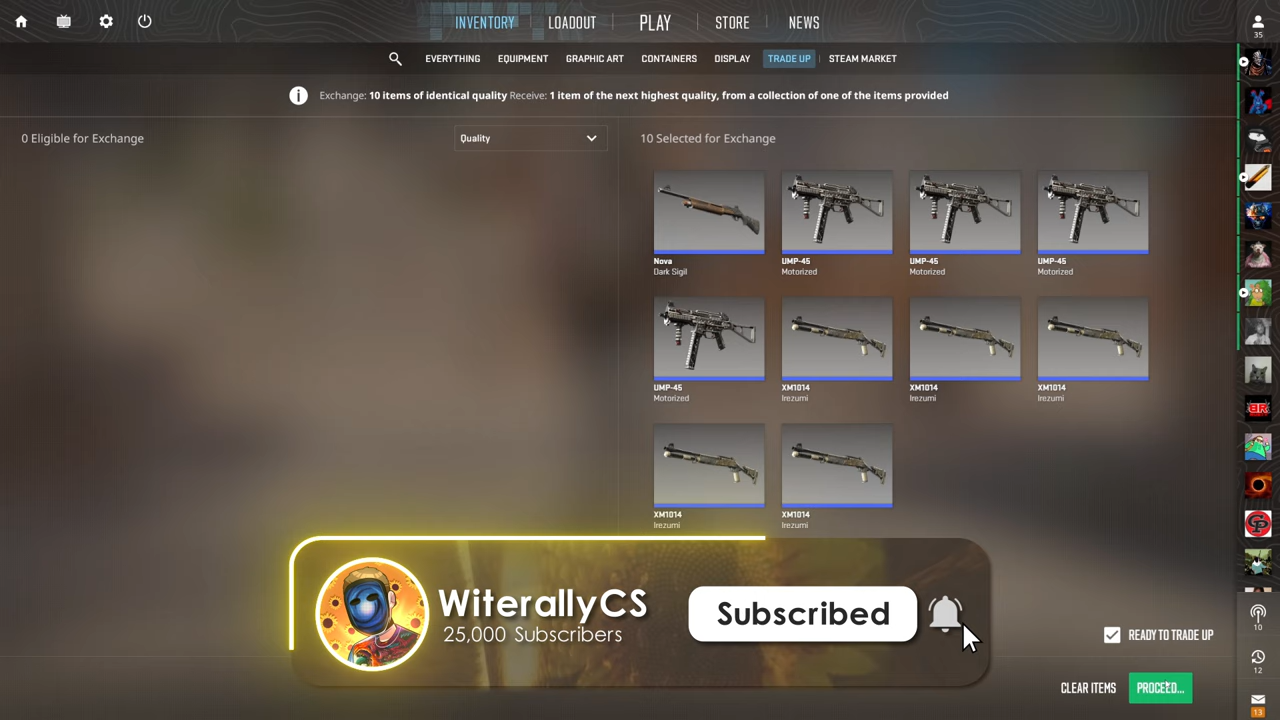 INVENTORY
LOADOUT
PLAY
STORE
NEWS
35
EVERYTHING
EQUIPMENT
GRAPHIC ART
CONTAINERS
DISPLAY
TRADE UP
STEAM MARKET
Exchange: 10 items of identical quality Receive: 1 item of the next highest quality, from a collection of one of the items provided
0 Eligible for Exchange
Quality
10 Selected for Exchange
Nova
Dark Sigil
UMP-45
Motorized
UMP-45
Motorized
UMP-45
Motorized
UMP-45
Motorized
XM1014
Irezumi
XM1014
Irezumi
XM1014
Irezumi
XM1014
Irezumi
XM1014
Irezumi
WiterallyCS
25,000 Subscribers
Subscribed
READY TO TRADE UP
CLEAR ITEMS
PROCEED...
10
12
13